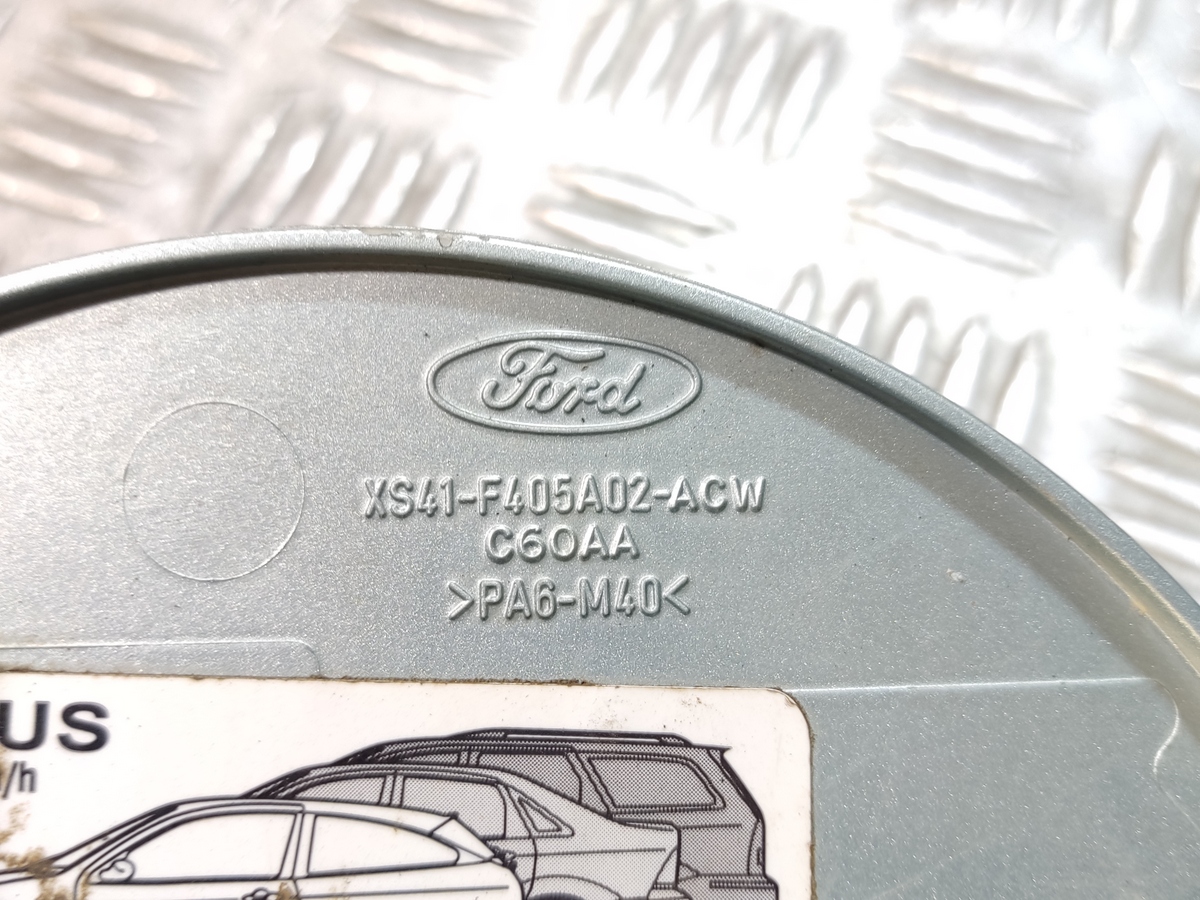 Ford
XS41-F405A02-ACW
C60AA
>PA6-M40<
US
/h